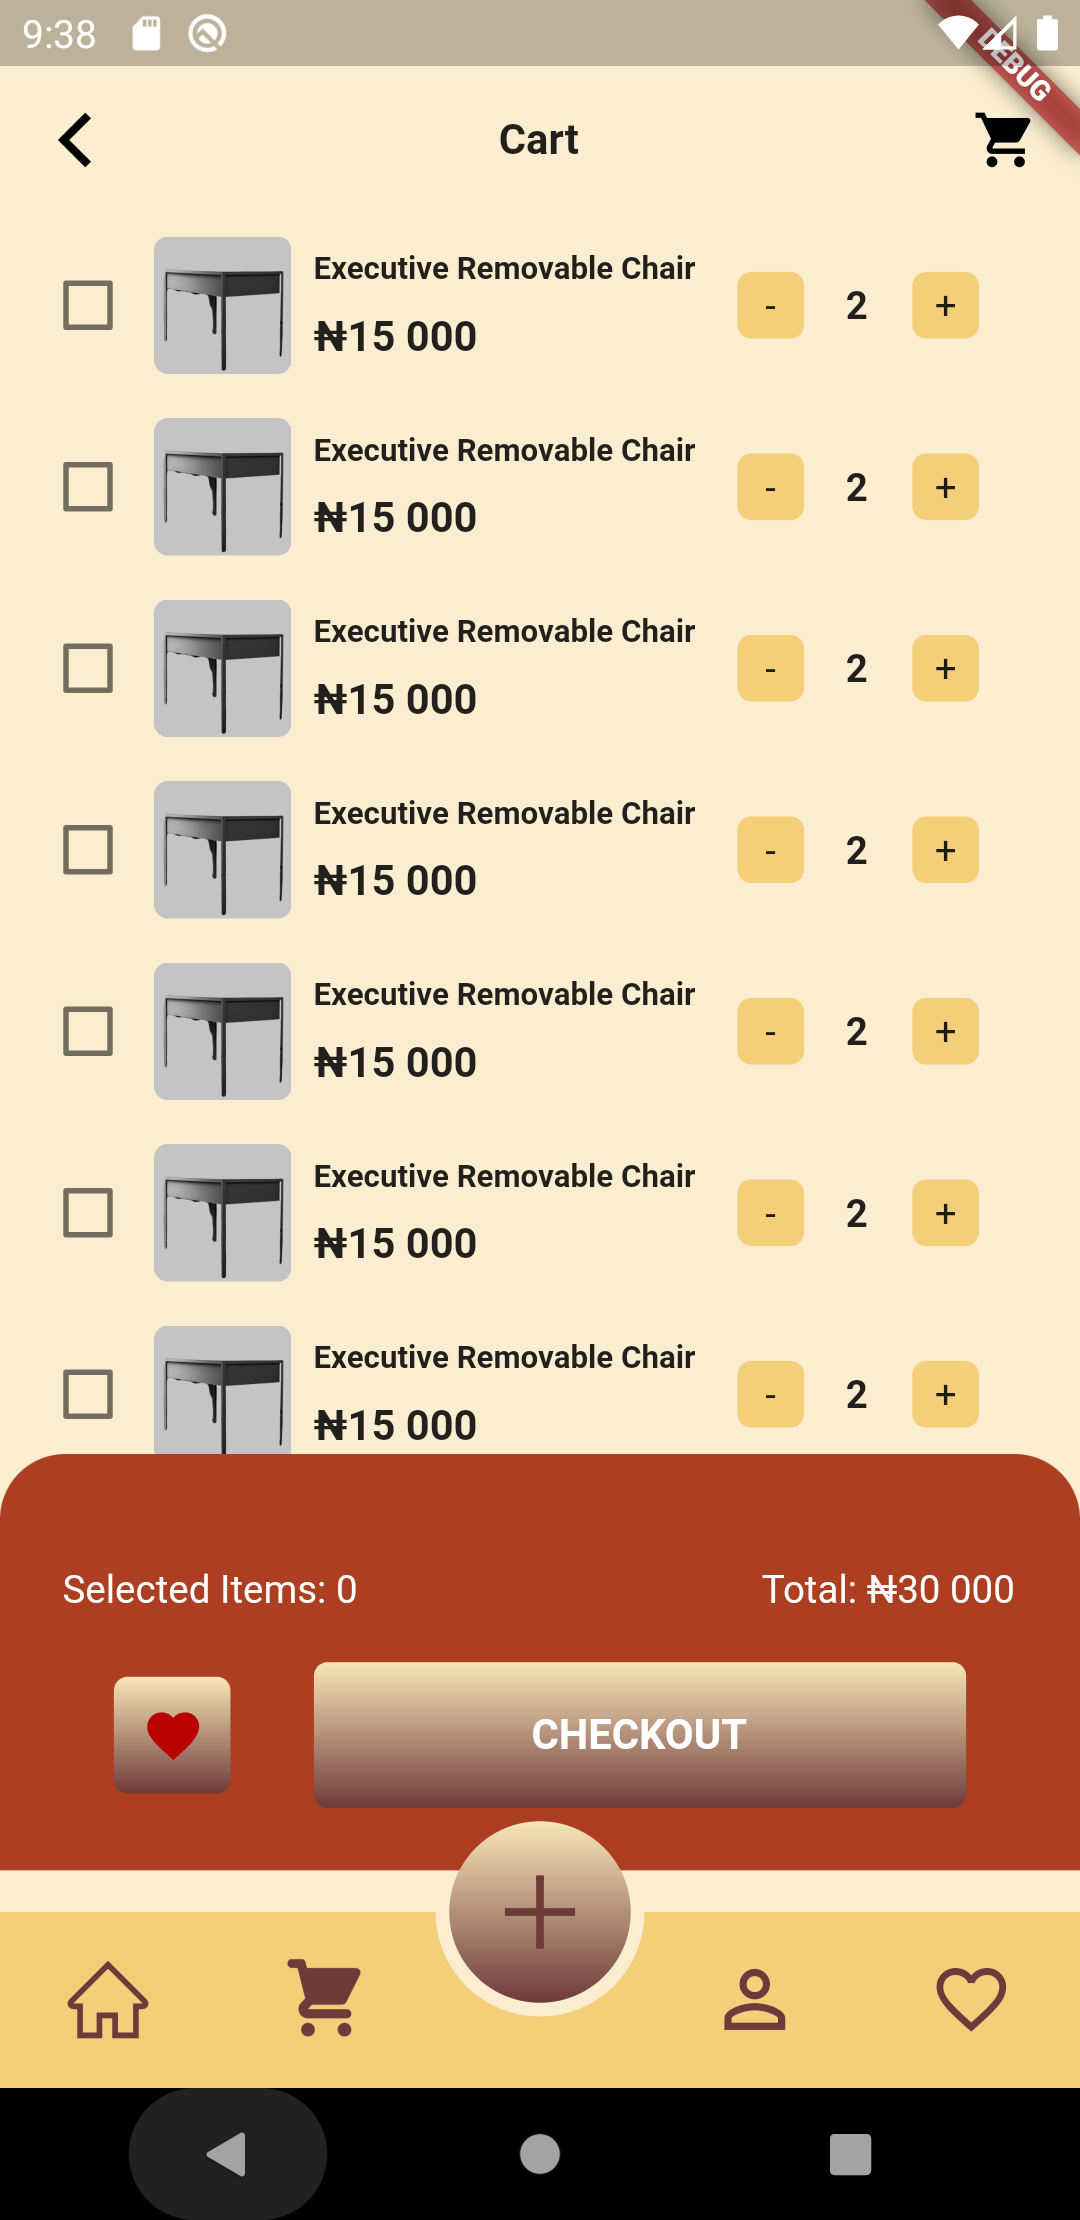 9:38
DEBUG
Cart
Executive Removable Chair
- 2 +
₦15 000
Executive Removable Chair
- 2 +
₦15 000
Executive Removable Chair
- 2 +
₦15 000
Executive Removable Chair
- 2 +
₦15 000
Executive Removable Chair
- 2 +
₦15 000
Executive Removable Chair
- 2 +
₦15 000
Executive Removable Chair
- 2 +
₦15 000
Selected Items: 0 Total: ₦30 000
CHECKOUT